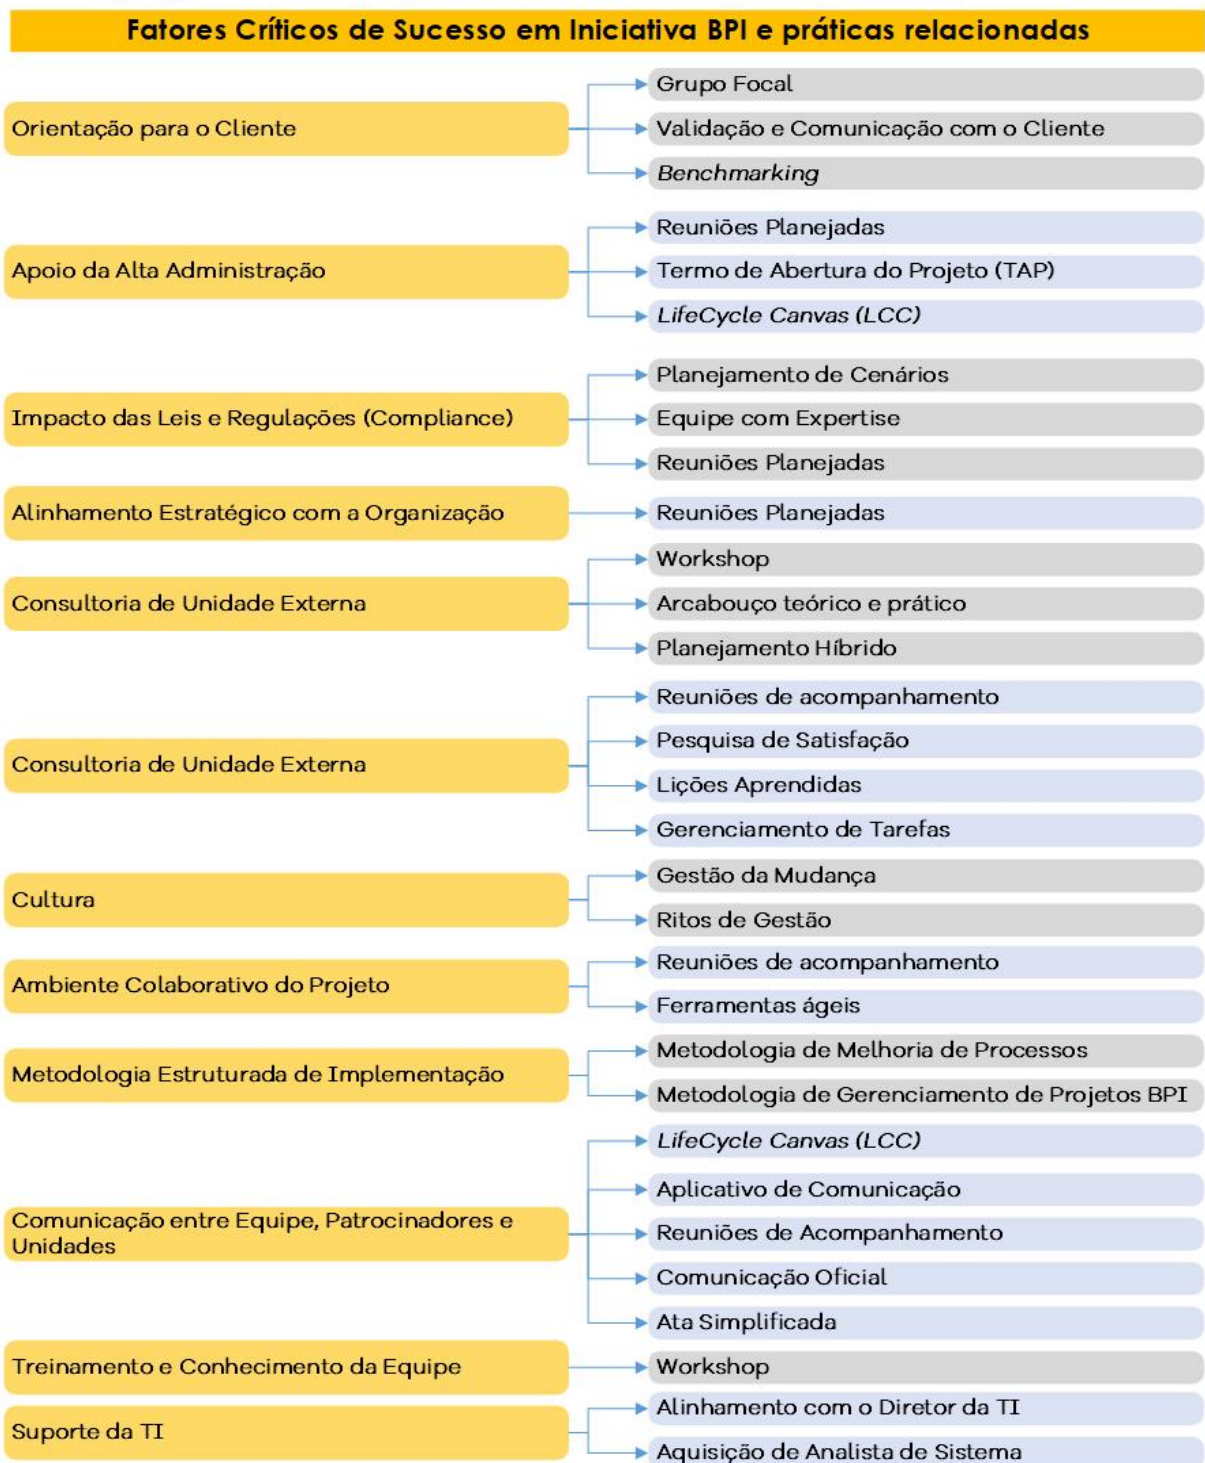 Fatores Críticos de Sucesso em Iniciativa BPI e práticas relacionadas
Orientação para o Cliente
Grupo Focal
Validação e Comunicação com o Cliente
Benchmarking
Apoio da Alta Administração
Reuniões Planejadas
Termo de Abertura do Projeto (TAP)
LifeCycle Canvas (LCC)
Impacto das Leis e Regulações (Compliance)
Planejamento de Cenários
Equipe com Expertise
Reuniões Planejadas
Alinhamento Estratégico com a Organização
Reuniões Planejadas
Consultoria de Unidade Externa
Workshop
Arcabouço teórico e prático
Planejamento Híbrido
Consultoria de Unidade Externa
Reuniões de acompanhamento
Pesquisa de Satisfação
Lições Aprendidas
Gerenciamento de Tarefas
Cultura
Gestão da Mudança
Ritos de Gestão
Ambiente Colaborativo do Projeto
Reuniões de acompanhamento
Ferramentas ágeis
Metodologia Estruturada de Implementação
Metodologia de Melhoria de Processos
Metodologia de Gerenciamento de Projetos BPI
Comunicação entre Equipe, Patrocinadores e
Unidades
LifeCycle Canvas (LCC)
Aplicativo de Comunicação
Reuniões de Acompanhamento
Comunicação Oficial
Ata Simplificada
Treinamento e Conhecimento da Equipe
Workshop
Suporte da TI
Alinhamento com o Diretor da TI
Aquisição de Analista de Sistema